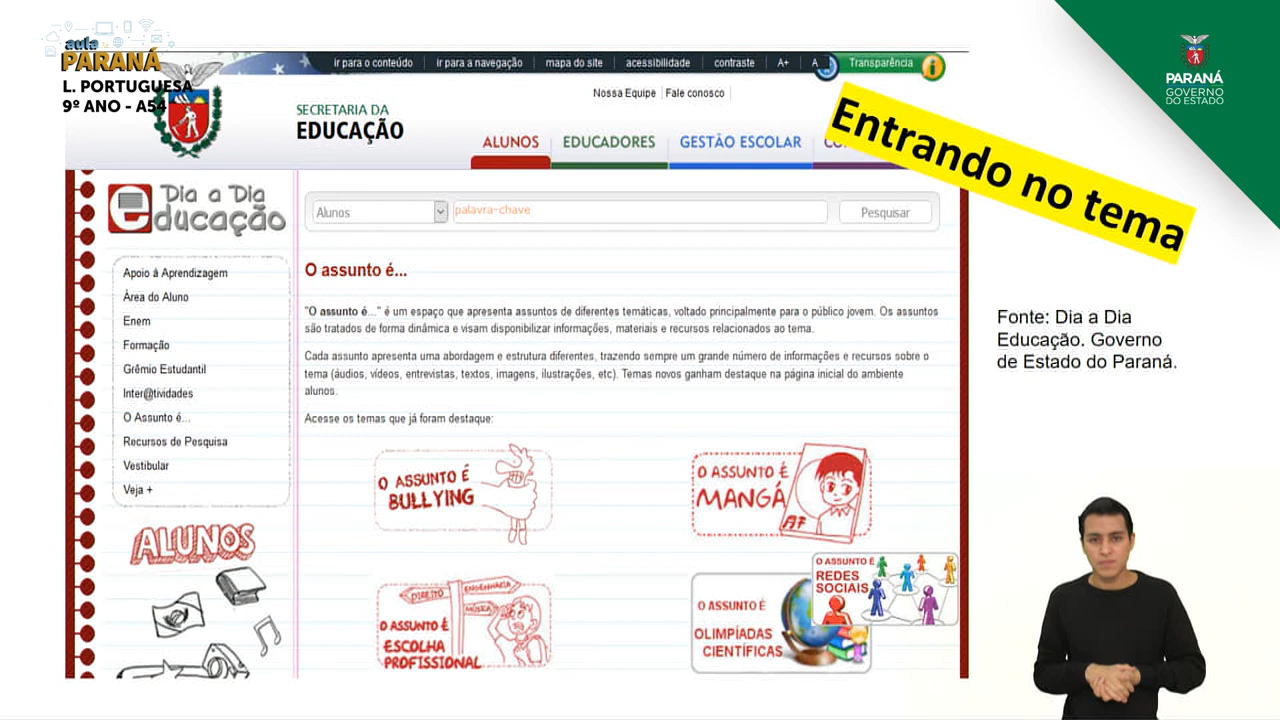 aula
PARANÁ
L. PORTUGUESA
9º ANO - A54
ir para o conteúdo
ir para a navegação
mapa do site
acessibilidade
contraste
A+
A
Transparência
PARANÁ
GOVERNO
DO ESTADO
Nossa Equipe
Fale conosco
SECRETARIA DA
EDUCAÇÃO
ALUNOS
EDUCADORES
GESTÃO ESCOLAR
Entrando no tema
Dia a Dia
educação
Alunos
palavra-chave
Pesquisar
Apoio à Aprendizagem
Área do Aluno
Enem
Formação
Grêmio Estudantil
Inter@tividades
O Assunto é...
Recursos de Pesquisa
Vestibular
Veja +
ALUNOS
O assunto é...
"O assunto é..." é um espaço que apresenta assuntos de diferentes temáticas, voltado principalmente para o público jovem. Os assuntos
são tratados de forma dinâmica e visam disponibilizar informações, materiais e recursos relacionados ao tema.
Cada assunto apresenta uma abordagem e estrutura diferentes, trazendo sempre um grande número de informações e recursos sobre o
tema (áudios, vídeos, entrevistas, textos, imagens, ilustrações, etc). Temas novos ganham destaque na página inicial do ambiente
alunos.
Acesse os temas que já foram destaque:
O ASSUNTO É
BULLYING
O ASSUNTO É
MANGÁ
DIREITO
ENGENHARIA
MÚSICA
O ASSUNTO É
ESCOLHA
PROFISSIONAL
O ASSUNTO É
OLIMPÍADAS
CIENTÍFICAS
O ASSUNTO É
REDES
SOCIAIS
Fonte: Dia a Dia
Educação. Governo
de Estado do Paraná.